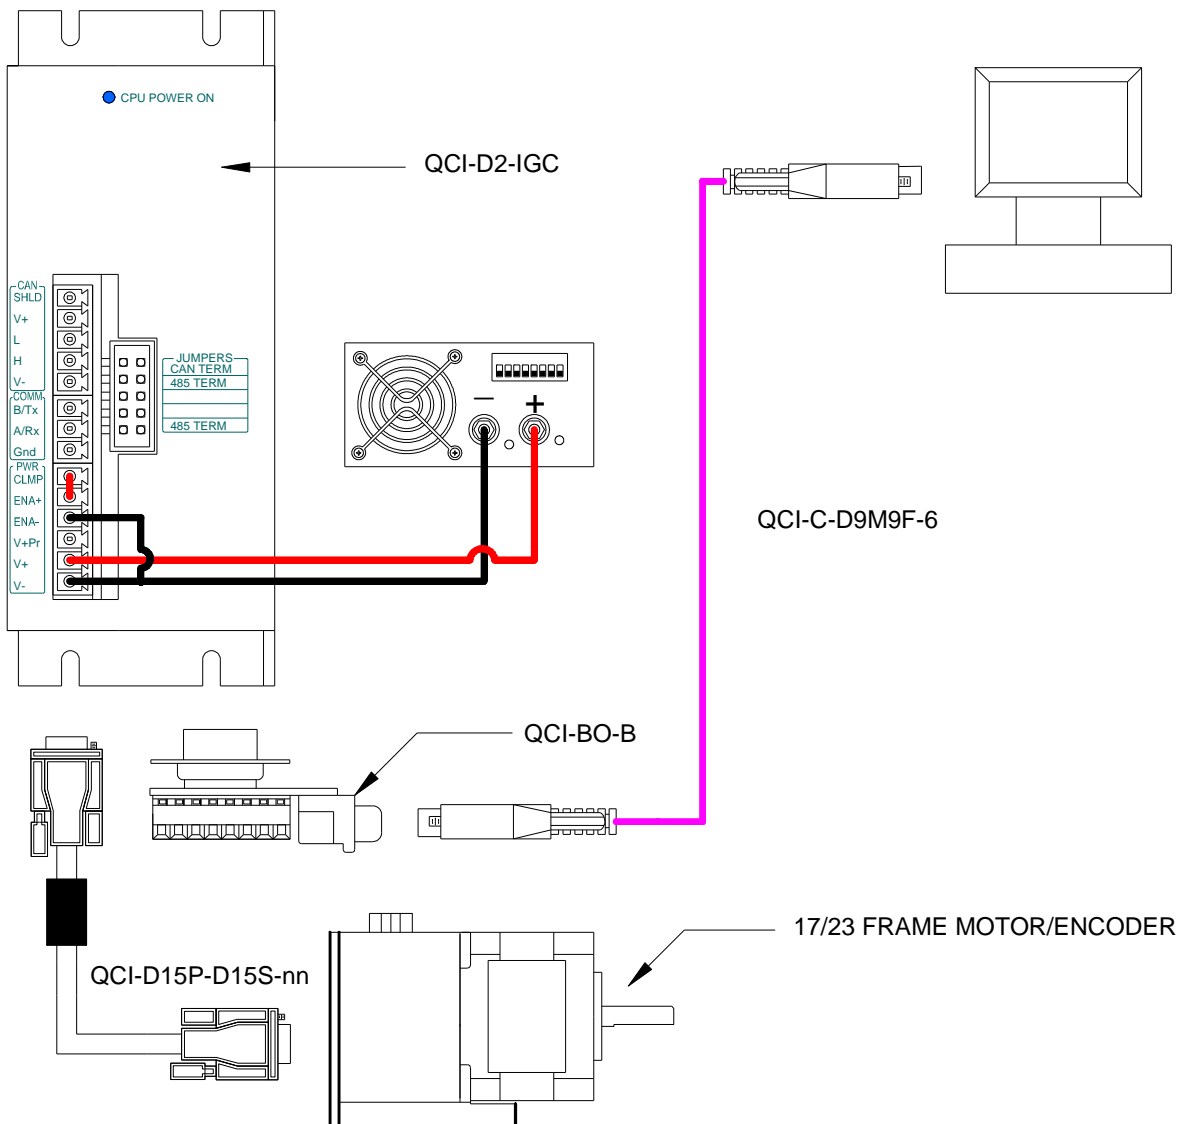 CPU POWER ON
QCI-D2-IGC
CAN
SHLD
V+
L
H
V-
COMM
B/Tx
A/Rx
Gnd
PWR
CLMP
ENA+
ENA-
V+Pr
V+
V-
JUMPERS
CAN TERM
485 TERM
485 TERM
− +
QCI-C-D9M9F-6
QCI-BO-B
17/23 FRAME MOTOR/ENCODER
QCI-D15P-D15S-nn